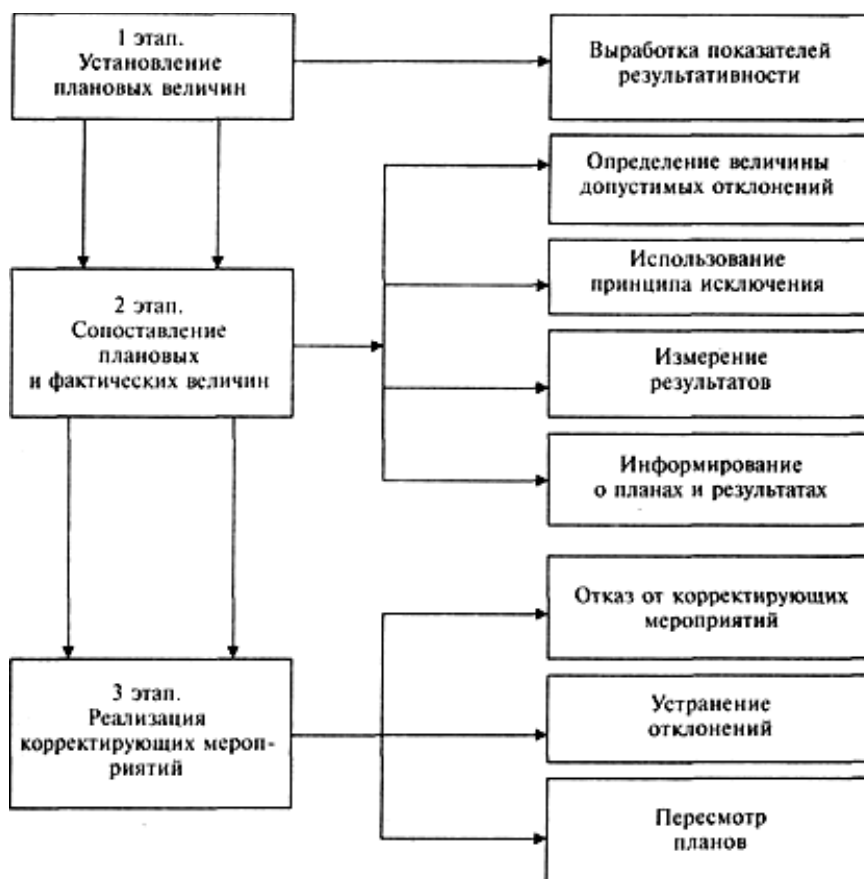 1 этап.
Установление
плановых величин
Выработка показателей
результативности
Определение величины
допустимых отклонений
Использование
принципа исключения
2 этап.
Сопоставление
плановых
и фактических величин
Измерение
результатов
Информирование
о планах и результатах
Отказ от корректирующих
мероприятий
3 этап.
Реализация
корректирующих мероп-
риятий
Устранение
отклонений
Пересмотр
планов